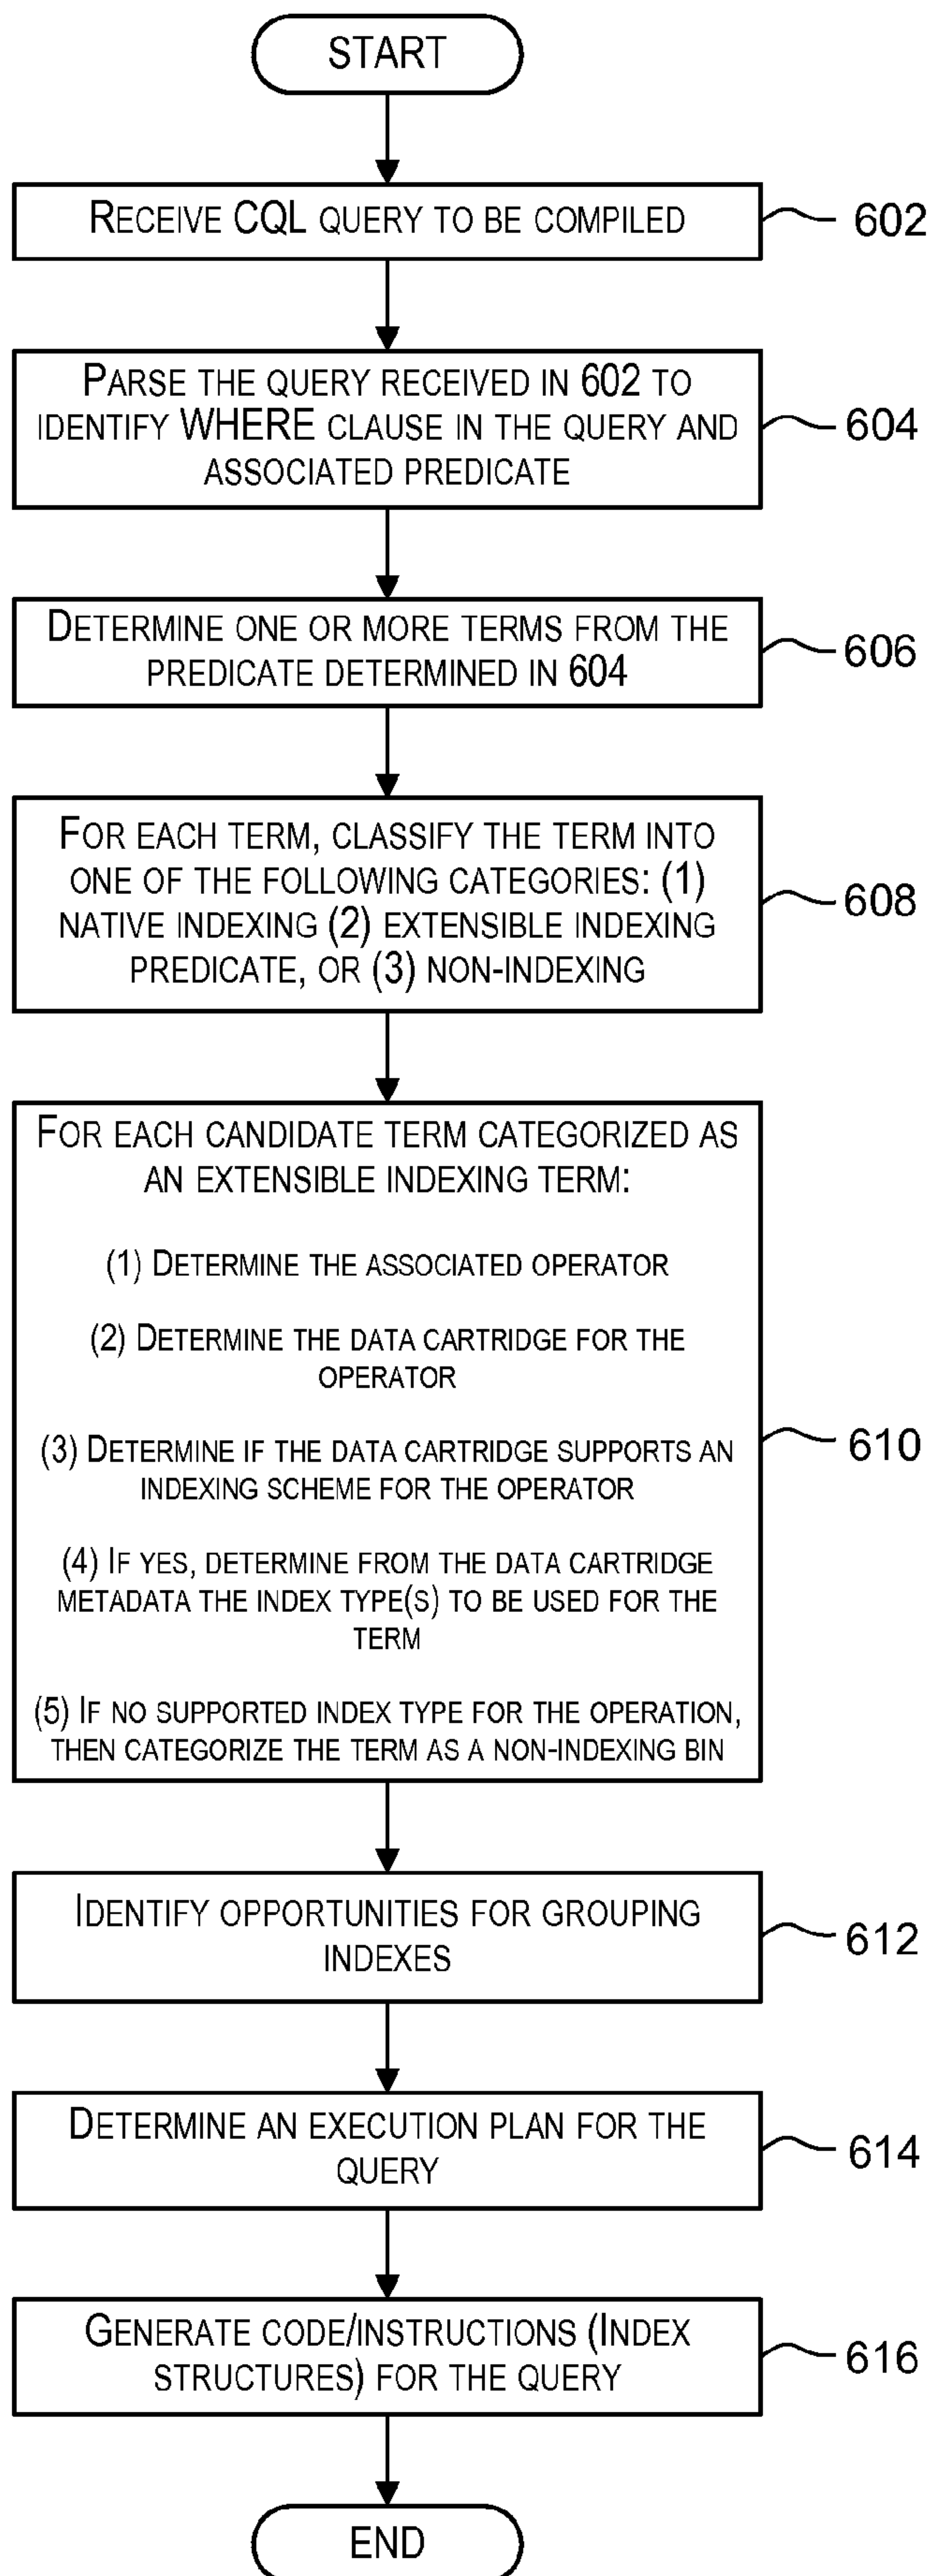 START
RECEIVE CQL QUERY TO BE COMPILED
602
PARSE THE QUERY RECEIVED IN 602 TO
IDENTIFY WHERE CLAUSE IN THE QUERY AND
ASSOCIATED PREDICATE
604
DETERMINE ONE OR MORE TERMS FROM THE
PREDICATE DETERMINED IN 604
606
FOR EACH TERM, CLASSIFY THE TERM INTO
ONE OF THE FOLLOWING CATEGORIES: (1)
NATIVE INDEXING (2) EXTENSIBLE INDEXING
PREDICATE, OR (3) NON-INDEXING
608
FOR EACH CANDIDATE TERM CATEGORIZED AS
AN EXTENSIBLE INDEXING TERM:
(1) DETERMINE THE ASSOCIATED OPERATOR
(2) DETERMINE THE DATA CARTRIDGE FOR THE
OPERATOR
(3) DETERMINE IF THE DATA CARTRIDGE SUPPORTS AN
INDEXING SCHEME FOR THE OPERATOR
(4) IF YES, DETERMINE FROM THE DATA CARTRIDGE
METADATA THE INDEX TYPE(S) TO BE USED FOR THE
TERM
(5) IF NO SUPPORTED INDEX TYPE FOR THE OPERATION,
THEN CATEGORIZE THE TERM AS A NON-INDEXING BIN
610
IDENTIFY OPPORTUNITIES FOR GROUPING
INDEXES
612
DETERMINE AN EXECUTION PLAN FOR THE
QUERY
614
GENERATE CODE/INSTRUCTIONS (INDEX
STRUCTURES) FOR THE QUERY
616
END